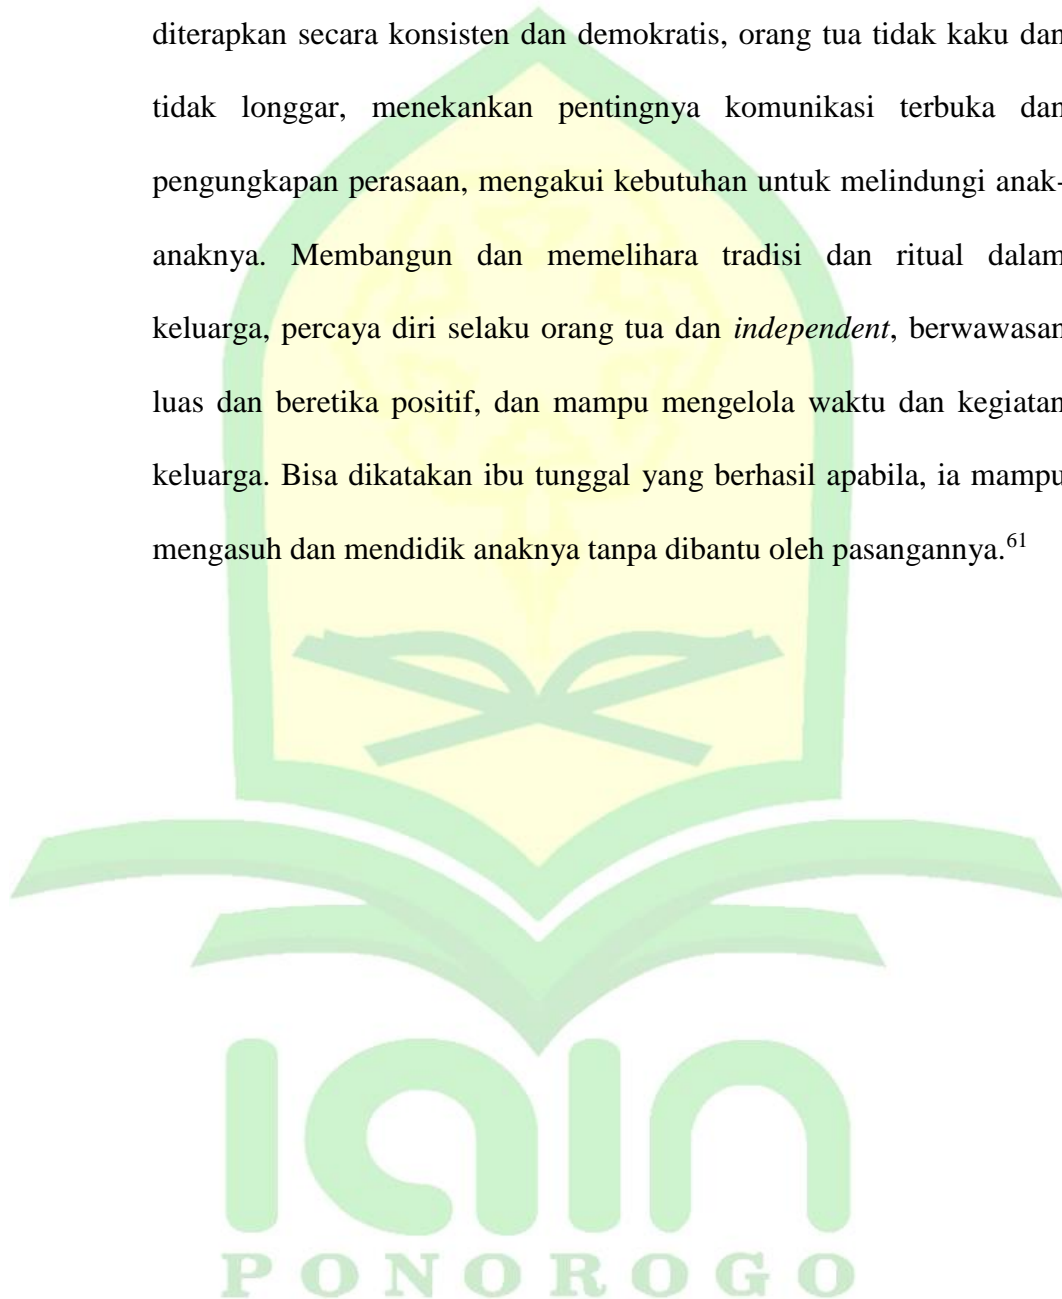 diterapkan secara konsisten dan demokratis, orang tua tidak kaku dan
tidak longgar, menekankan pentingnya komunikasi terbuka dan
pengungkapan perasaan, mengakui kebutuhan untuk melindungi anak-
anaknya. Membangun dan memelihara tradisi dan ritual dalam
keluarga, percaya diri selaku orang tua dan independent, berwawasan
luas dan beretika positif, dan mampu mengelola waktu dan kegiatan
keluarga. Bisa dikatakan ibu tunggal yang berhasil apabila, ia mampu
mengasuh dan mendidik anaknya tanpa dibantu oleh pasangannya.61
iain
PONOROGO